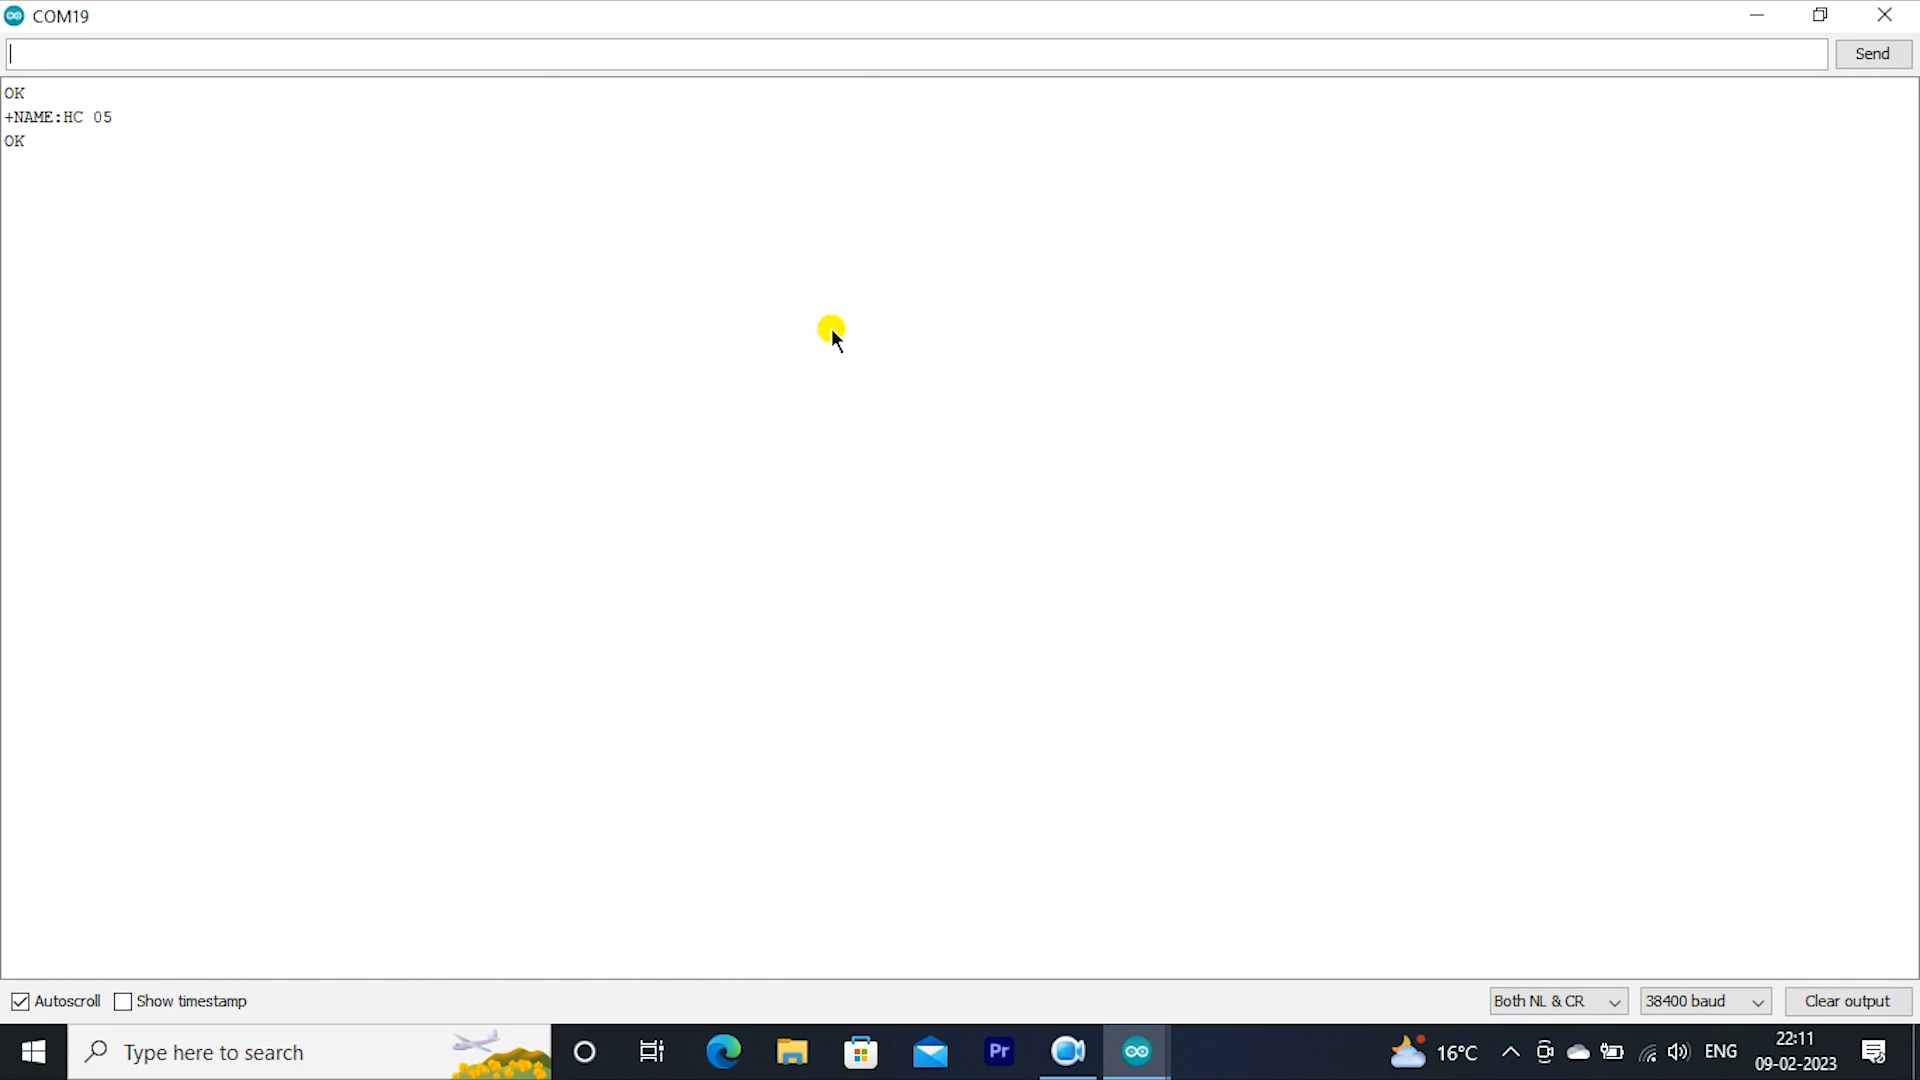 COM19
Send
OK
+NAME:HC 05
OK
Autoscroll
Show timestamp
Both NL & CR
38400 baud
Clear output
Type here to search
Pr
16°C
ENG
22:11
09-02-2023